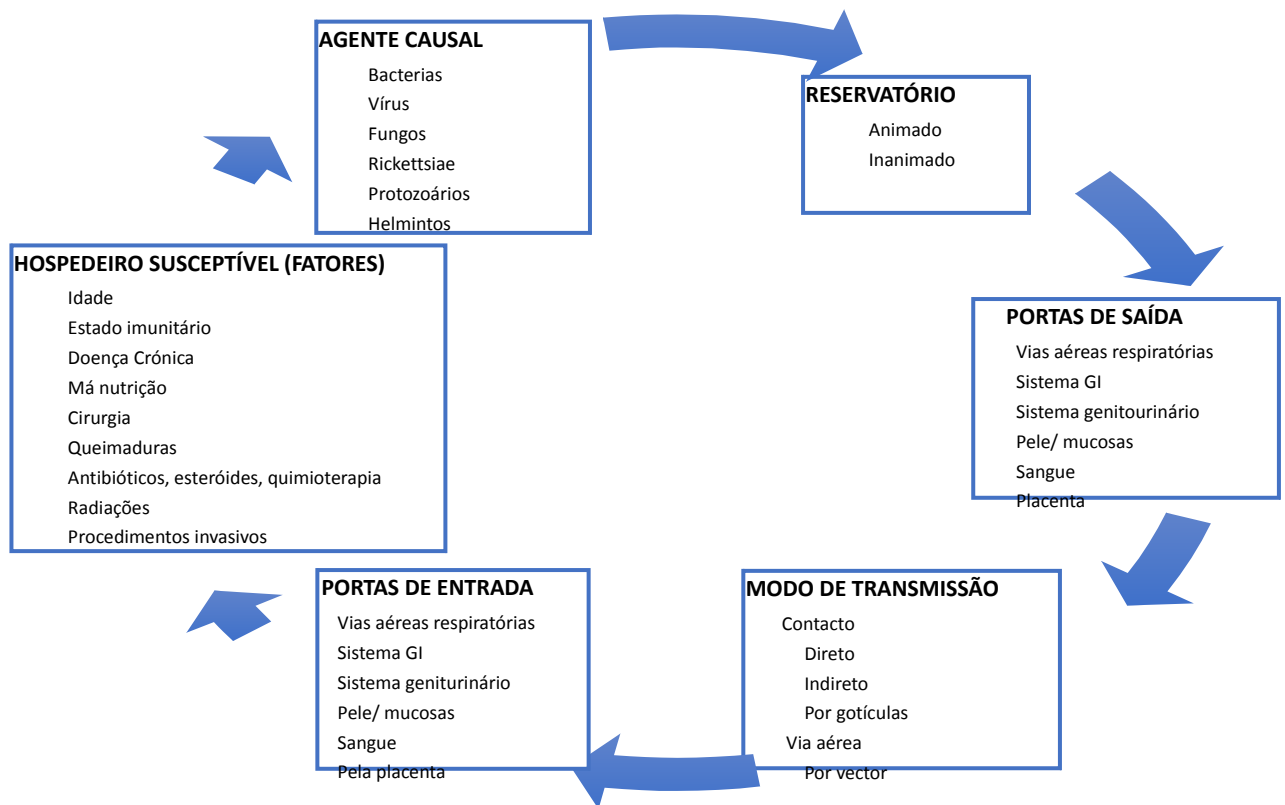 AGENTE CAUSAL
Bacterias
Vírus
Fungos
Rickettsiae
Protozoários
Helmintos
RESERVATÓRIO
Animado
Inanimado
PORTAS DE SAÍDA
Vias aéreas respiratórias
Sistema GI
Sistema genitourinário
Pele/ mucosas
Sangue
Placenta
MODO DE TRANSMISSÃO
Contacto
Direto
Indireto
Por gotículas
Via aérea
Por vector
PORTAS DE ENTRADA
Vias aéreas respiratórias
Sistema GI
Sistema geniturinário
Pele/ mucosas
Sangue
Pela placenta
HOSPEDEIRO SUSCEPTÍVEL (FATORES)
Idade
Estado imunitário
Doença Crónica
Má nutrição
Cirurgia
Queimaduras
Antibióticos, esteróides, quimioterapia
Radiações
Procedimentos invasivos